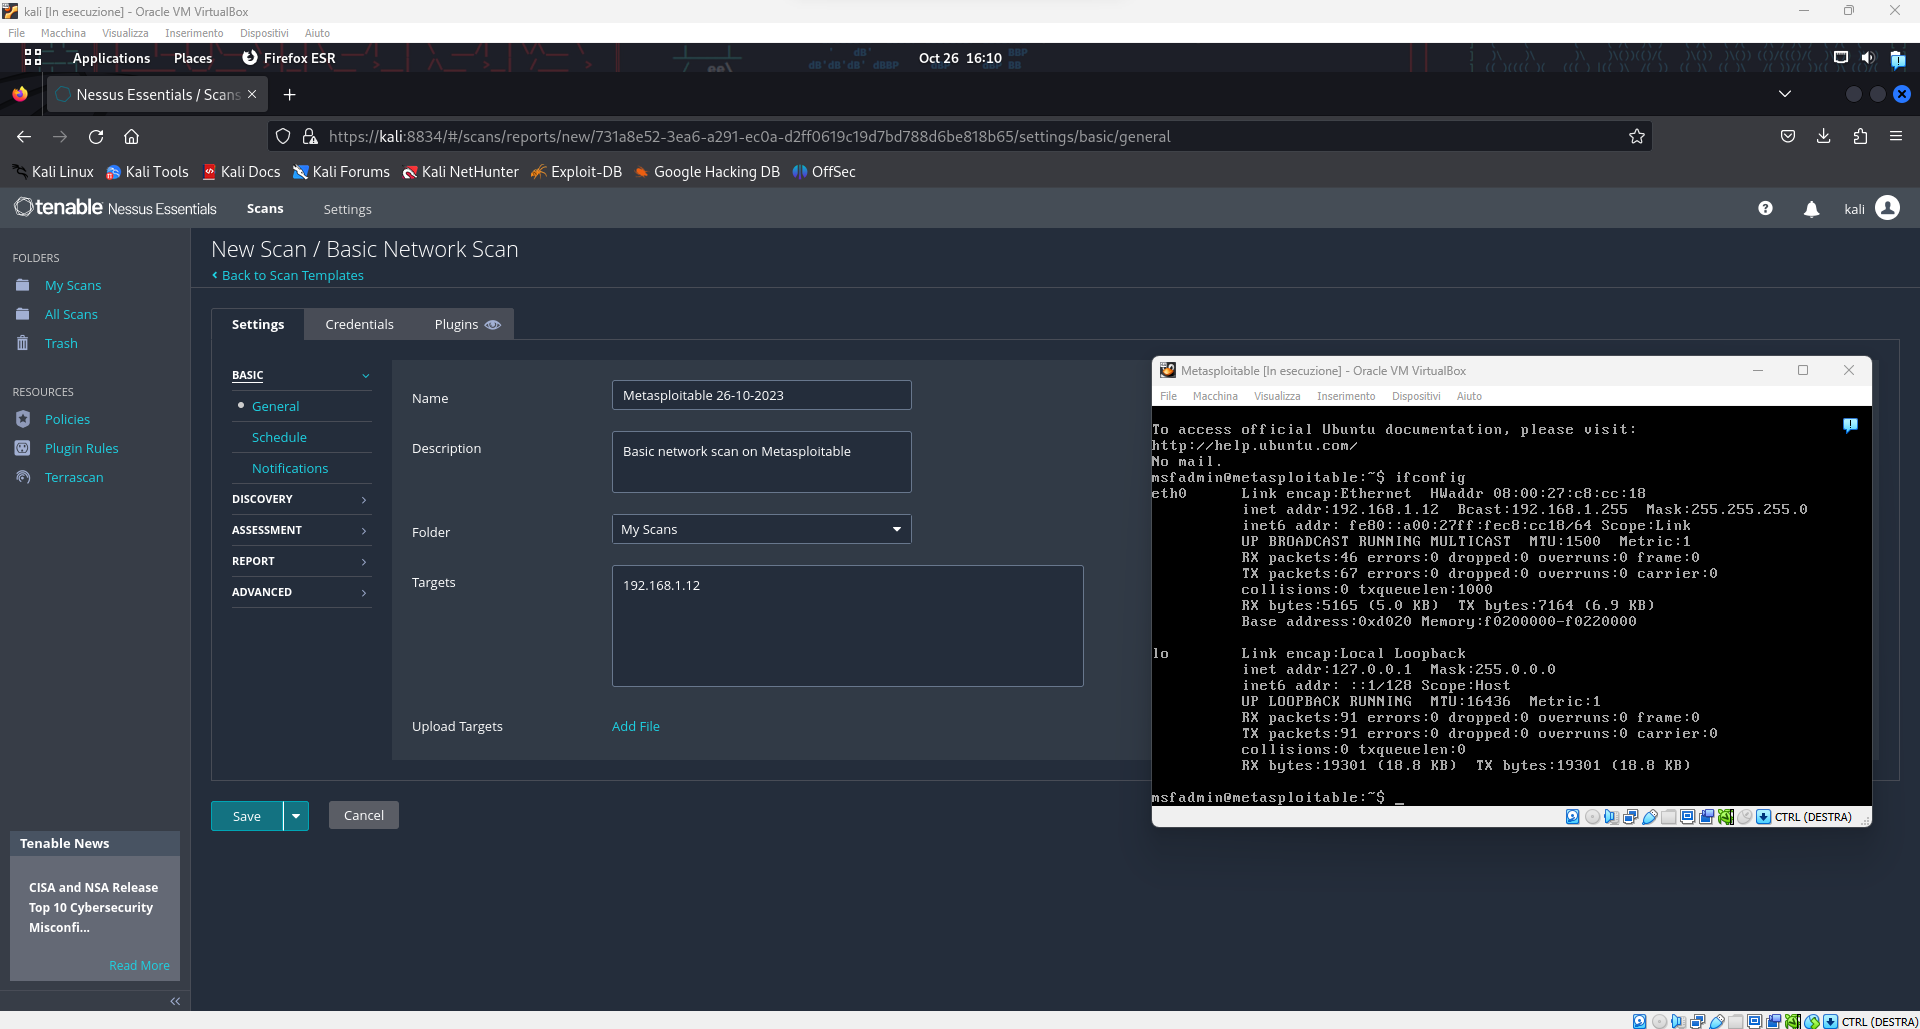 kali [In esecuzione] - Oracle VM VirtualBox
File Macchina Visualizza Inserimento Dispositivi Aiuto
Applications Places Firefox ESR Oct 26 16:10
Nessus Essentials / Scans
https://kali:8834/#/scans/reports/new/731a8e52-3ea6-a291-ec0a-d2ff0619c19d7bd788d6be818b65/settings/basic/general
Kali Linux Kali Tools Kali Docs Kali Forums Kali NetHunter Exploit-DB Google Hacking DB OffSec
tenable Nessus Essentials Scans Settings kali
FOLDERS
My Scans
All Scans
Trash
RESOURCES
Policies
Plugin Rules
Terrascan
Tenable News
CISA and NSA Release
Top 10 Cybersecurity
Misconfi...
Read More
New Scan / Basic Network Scan
Back to Scan Templates
Settings Credentials Plugins
BASIC
General
Schedule
Notifications
DISCOVERY
ASSESSMENT
REPORT
ADVANCED
Name Metasploitable 26-10-2023
Description Basic network scan on Metasploitable
Folder My Scans
Targets 192.168.1.12
Upload Targets Add File
Save Cancel
Metasploitable [In esecuzione] - Oracle VM VirtualBox
File Macchina Visualizza Inserimento Dispositivi Aiuto
To access official Ubuntu documentation, please visit:
http://help.ubuntu.com/
No mail.
msfadmin@metasploitable:~$ ifconfig
eth0 Link encap:Ethernet HWaddr 08:00:27:c8:cc:18
inet addr:192.168.1.12 Bcast:192.168.1.255 Mask:255.255.255.0
inet6 addr: fe80::a00:27ff:fec8:cc18/64 Scope:Link
UP BROADCAST RUNNING MULTICAST MTU:1500 Metric:1
RX packets:46 errors:0 dropped:0 overruns:0 frame:0
TX packets:67 errors:0 dropped:0 overruns:0 carrier:0
collisions:0 txqueuelen:1000
RX bytes:5165 (5.0 KB) TX bytes:7164 (6.9 KB)
Base address:0xd020 Memory:f0200000-f0220000
lo Link encap:Local Loopback
inet addr:127.0.0.1 Mask:255.0.0.0
inet6 addr: ::1/128 Scope:Host
UP LOOPBACK RUNNING MTU:16436 Metric:1
RX packets:91 errors:0 dropped:0 overruns:0 frame:0
TX packets:91 errors:0 dropped:0 overruns:0 carrier:0
collisions:0 txqueuelen:0
RX bytes:19301 (18.8 KB) TX bytes:19301 (18.8 KB)
msfadmin@metasploitable:~$ _
CTRL (DESTRA)
CTRL (DESTRA)